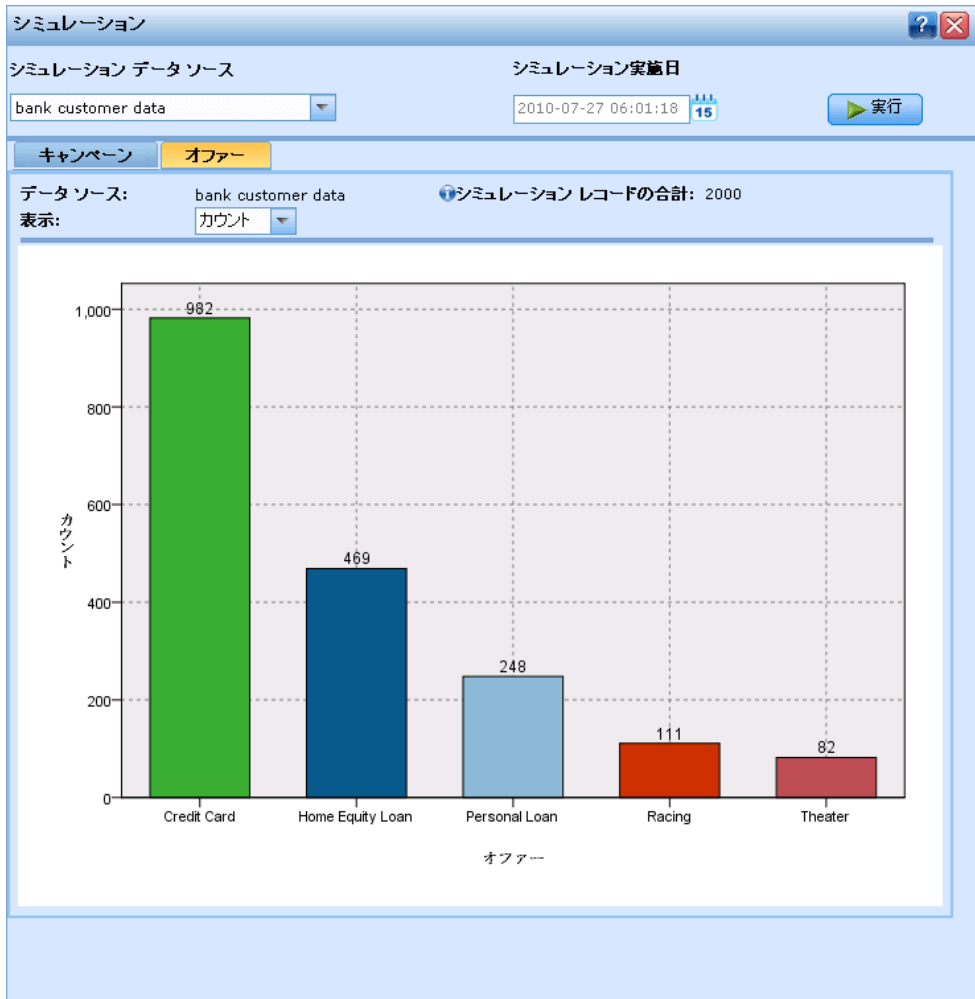 シミュレーション
?
シミュレーション データ ソース
シミュレーション実施日
bank customer data
2010-07-27 06:01:18
15
実行
キャンペーン
オファー
データ ソース:
bank customer data
シミュレーション レコードの合計: 2000
表示:
カウント
1,000
800
600
400
200
0
カウント
982
469
248
111
82
Credit Card
Home Equity Loan
Personal Loan
Racing
Theater
オファー